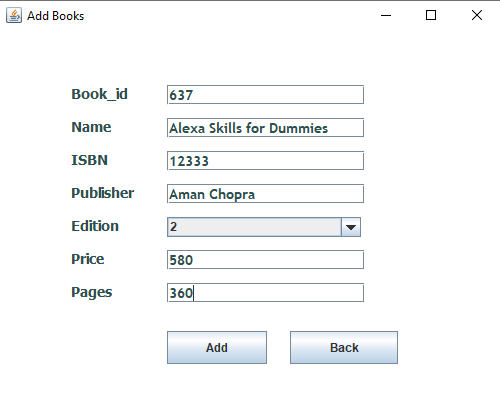 Add Books
Book_id 637
Name Alexa Skills for Dummies
ISBN 12333
Publisher Aman Chopra
Edition 2
Price 580
Pages 360
Add Back